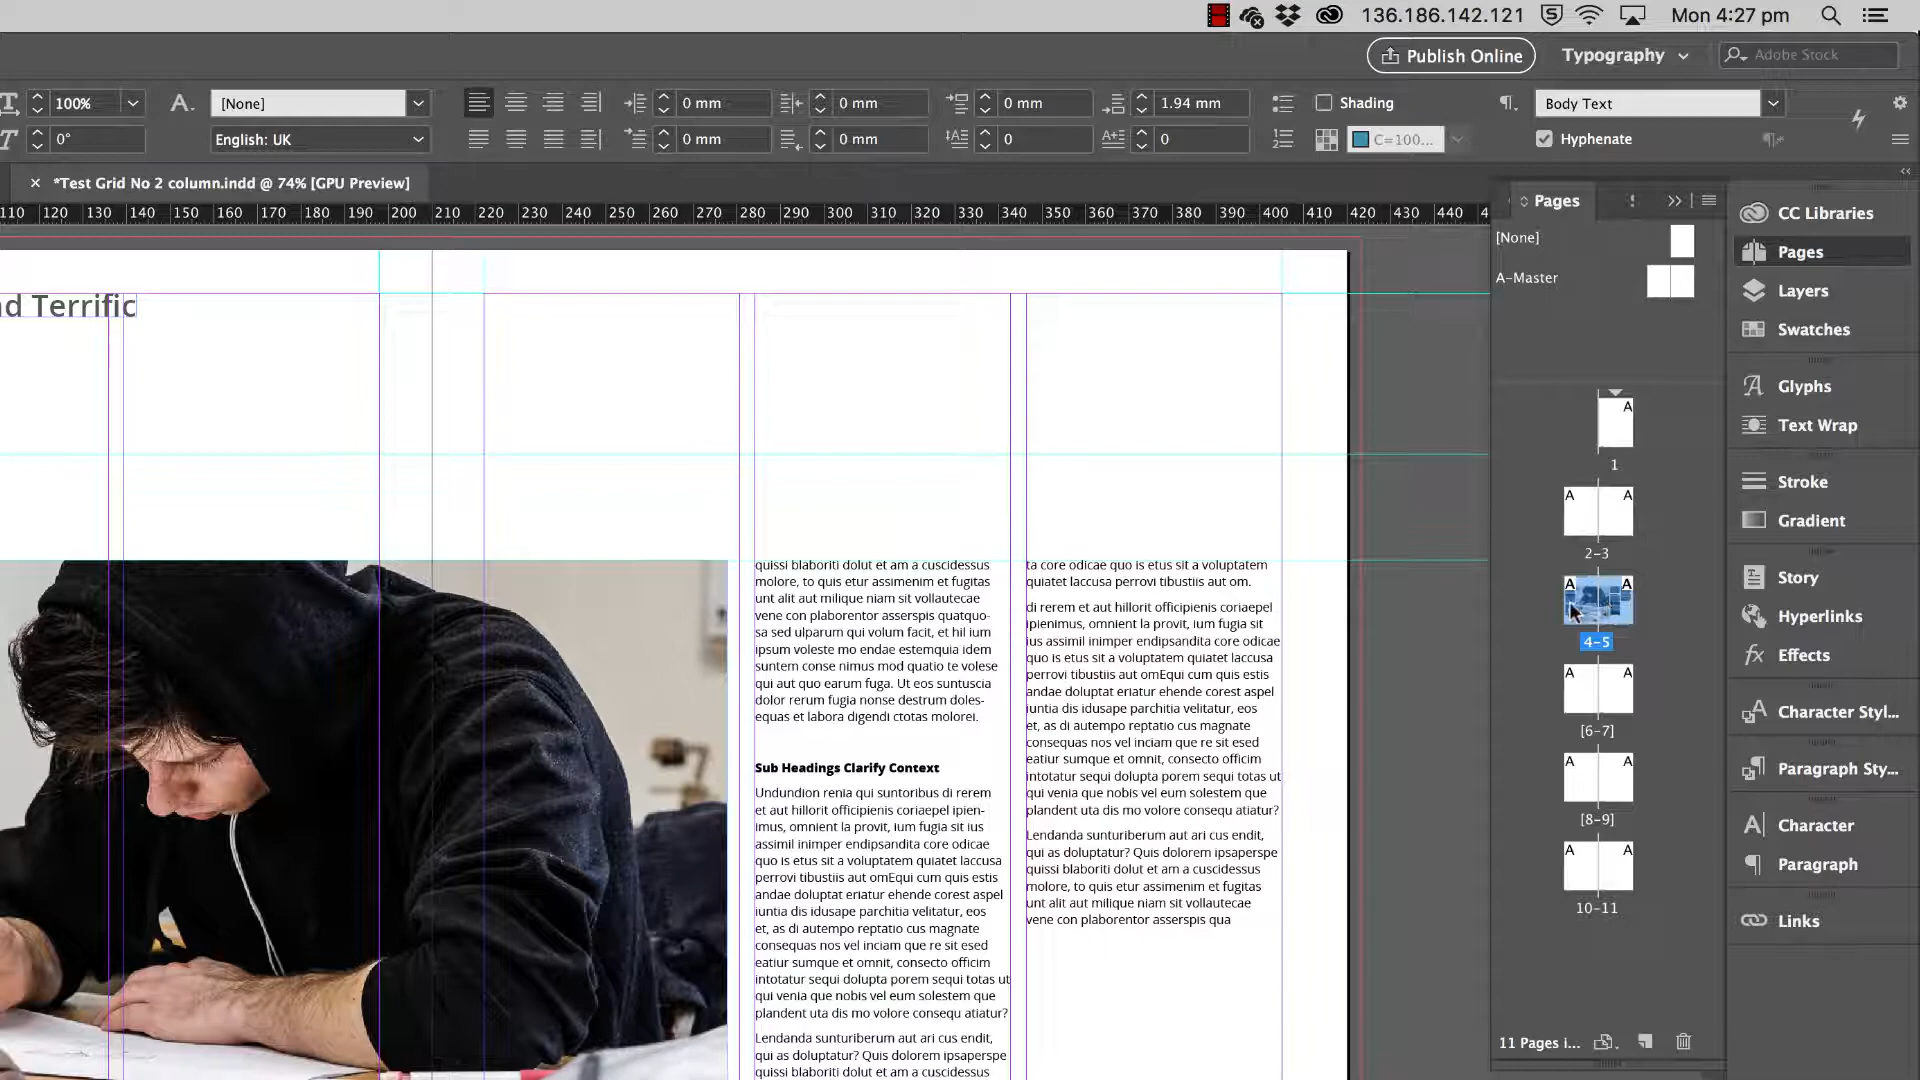 136.186.142.121
Mon 4:27 pm
Publish Online
Typography
Adobe Stock
100%
[None]
0 mm
0 mm
0 mm
1.94 mm
Shading
Body Text
0°
English: UK
0 mm
0 mm
0
0
C=100...
Hyphenate
*Test Grid No 2 column.indd @ 74% [GPU Preview]
110 120 130 140 150 160 170 180 190 200 210 220 230 240 250 260 270 280 290 300 310 320 330 340 350 360 370 380 390 400 410 420 430 440 4
Pages
[None]
A-Master
A
1
A A
2-3
A A
4-5
A A
[6-7]
A A
[8-9]
A A
10-11
11 Pages i...
CC Libraries
Pages
Layers
Swatches
Glyphs
Text Wrap
Stroke
Gradient
Story
Hyperlinks
Effects
Character Styl...
Paragraph Sty...
Character
Paragraph
Links
nd Terrific
quissi blaboriti dolut et am a cuscidessus
molore, to quis etur assimenim et fugitas
unt alit aut milique niam sit vollautecae
vene con plaborentor asserspis quatquo-
sa sed ulparum qui volum facit, et hil ium
ipsum voleste mo endae estemquia idem
suntem conse nimus mod quatio te volese
qui aut quo earum fuga. Ut eos suntuscia
dolor rerum fugia nonse destrum doles-
equas et labora digendi ctotas molorei.
Sub Headings Clarify Context
Undundion renia qui suntoribus di rerem
et aut hillorit officipienis coriaepel ipien-
imus, omnient la provit, ium fugia sit ius
assimil inimper endipsandita core odicae
quo is etus sit a voluptatem quiatet laccusa
perrovi tibustiis aut omEqui cum quis estis
andae doluptat eriatur ehende corest aspel
iuntia dis idusape parchitia velitatur, eos
et, as di autempo reptatio cus magnate
consequas nos vel inciam que re sit esed
eatiur sumque et omnit, consecto officim
intotatur sequi dolupta porem sequi totas ut
qui venia que nobis vel eum solestem que
plandent uta dis mo volore consequ atiatur?
Lendanda sunturiberum aut ari cus endit,
qui as doluptatur? Quis dolorem ipsaperspe
quissi blaboriti dolut et am a cuscidessus
ta core odicae quo is etus sit a voluptatem
quiatet laccusa perrovi tibustiis aut om.
di rerem et aut hillorit officipienis coriaepel
ipienimus, omnient la provit, ium fugia sit
ius assimil inimper endipsandita core odicae
quo is etus sit a voluptatem quiatet laccusa
perrovi tibustiis aut omEqui cum quis estis
andae doluptat eriatur ehende corest aspel
iuntia dis idusape parchitia velitatur, eos
et, as di autempo reptatio cus magnate
consequas nos vel inciam que re sit esed
eatiur sumque et omnit, consecto officim
intotatur sequi dolupta porem sequi totas ut
qui venia que nobis vel eum solestem que
plandent uta dis mo volore consequ atiatur?
Lendanda sunturiberum aut ari cus endit,
qui as doluptatur? Quis dolorem ipsaperspe
quissi blaboriti dolut et am a cuscidessus
molore, to quis etur assimenim et fugitas
unt alit aut milique niam sit vollautecae
vene con plaborentor asserspis qua